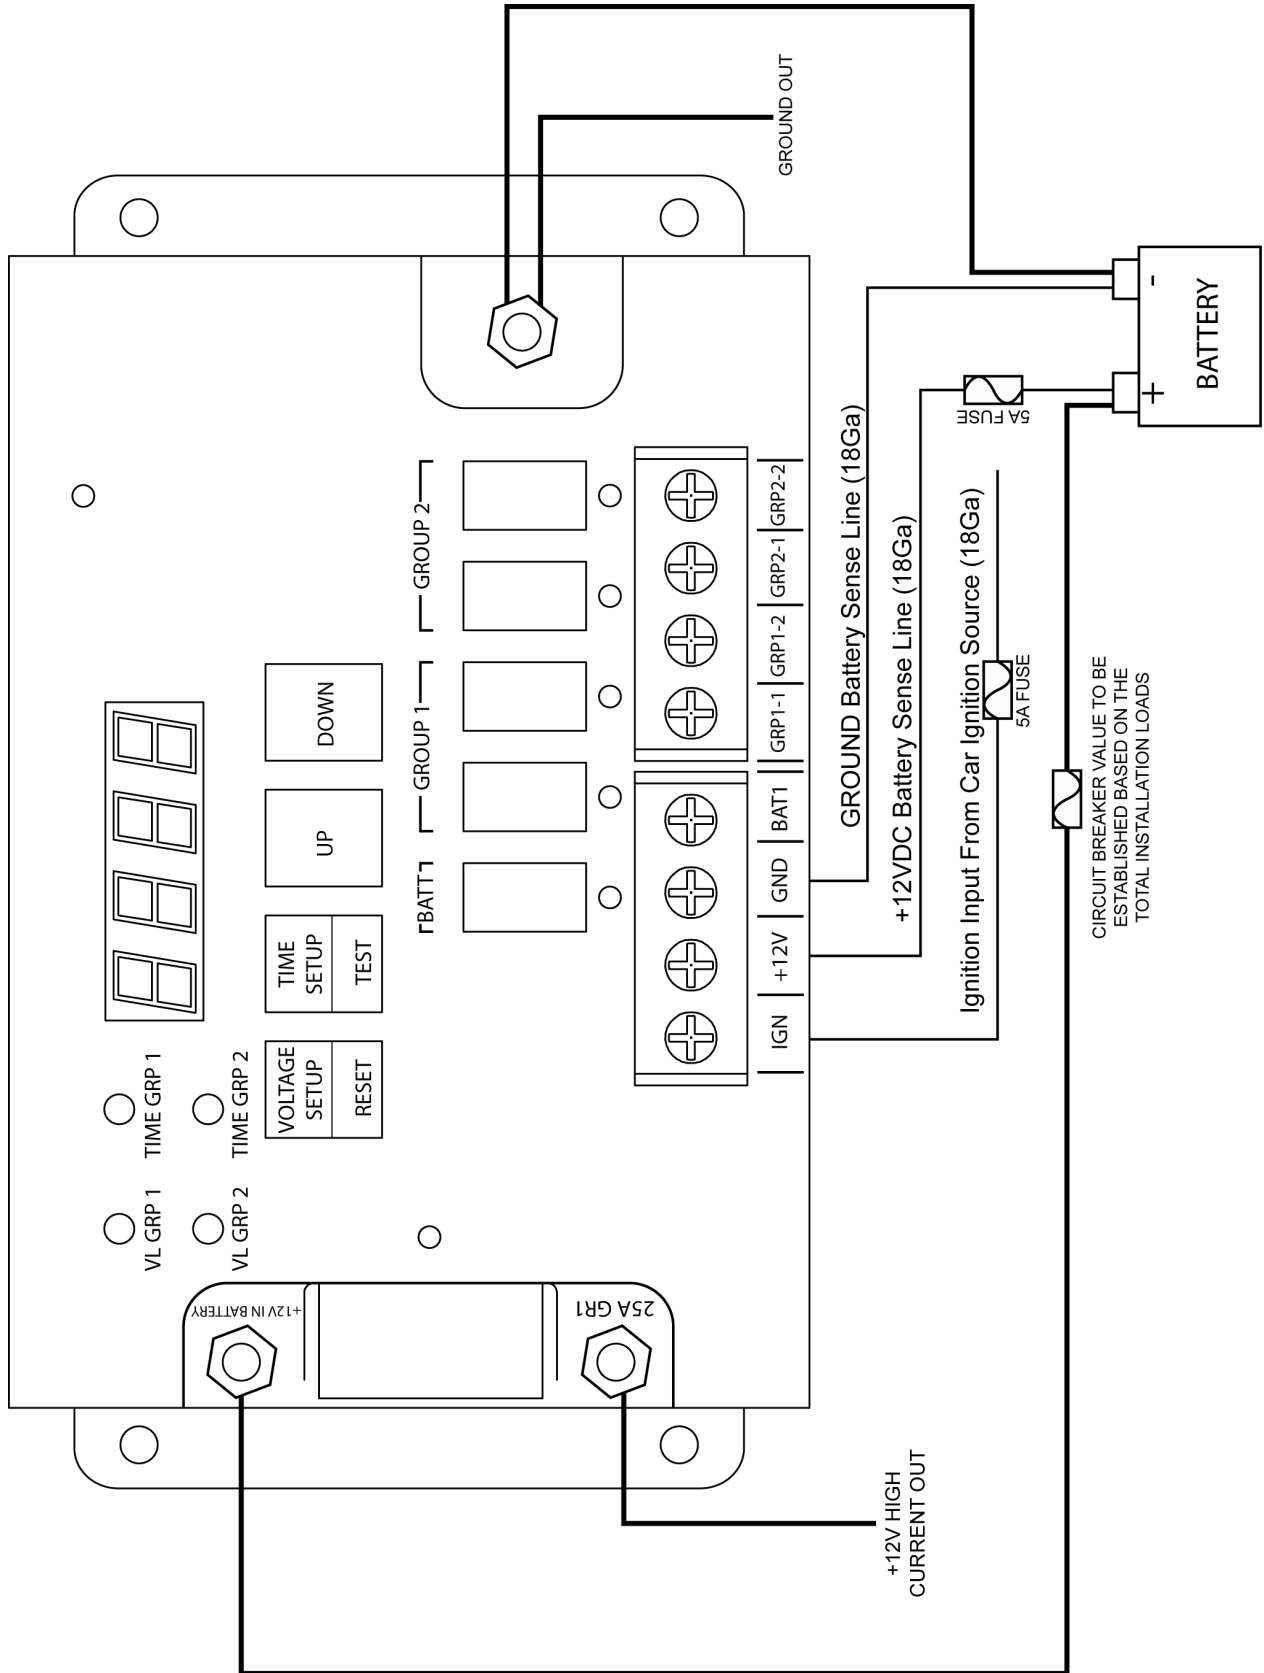 VL GRP 1
TIME GRP 1
VL GRP 2
TIME GRP 2
VOLTAGE
SETUP
RESET
TIME
SETUP
TEST
UP
DOWN
BATT
GROUP 1
GROUP 2
+12V IN BATTERY
25A GR1
IGN
+12V
GND
BAT1
GRP1-1
GRP1-2
GRP2-1
GRP2-2
GROUND OUT
GROUND Battery Sense Line (18Ga)
+12VDC Battery Sense Line (18Ga)
Ignition Input From Car Ignition Source (18Ga)
5A FUSE
5A FUSE
-
+
BATTERY
CIRCUIT BREAKER VALUE TO BE
ESTABLISHED BASED ON THE
TOTAL INSTALLATION LOADS
+12V HIGH
CURRENT OUT